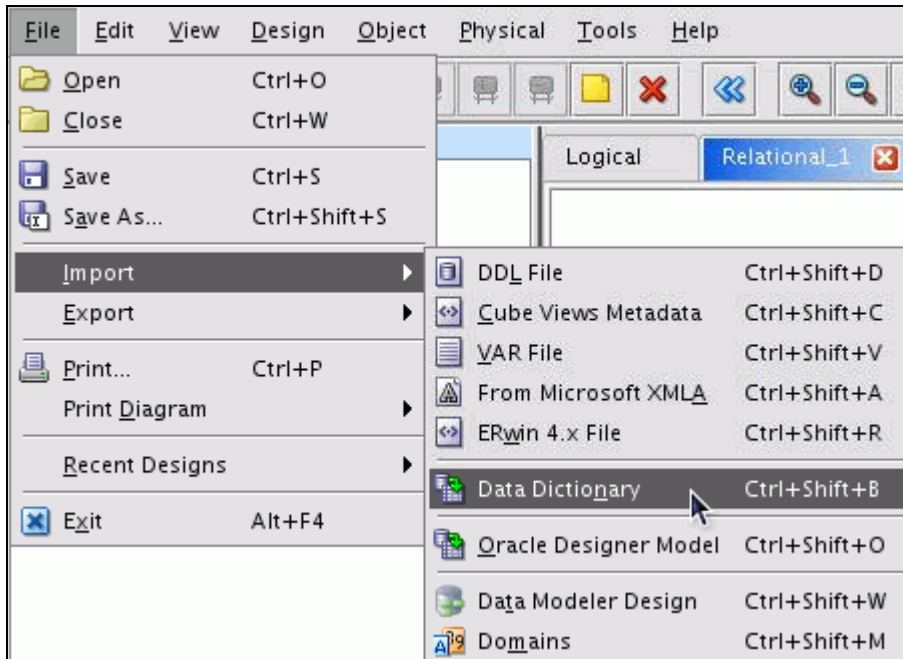 File Edit View Design Object Physical Tools Help
Open Ctrl+O
Close Ctrl+W
Save Ctrl+S
Save As... Ctrl+Shift+S
Import
Export
Print... Ctrl+P
Print Diagram
Recent Designs
Exit Alt+F4
Logical Relational_1
DDL File Ctrl+Shift+D
Cube Views Metadata Ctrl+Shift+C
VAR File Ctrl+Shift+V
From Microsoft XMLA Ctrl+Shift+A
ERwin 4.x File Ctrl+Shift+R
Data Dictionary Ctrl+Shift+B
Oracle Designer Model Ctrl+Shift+O
Data Modeler Design Ctrl+Shift+W
Domains Ctrl+Shift+M